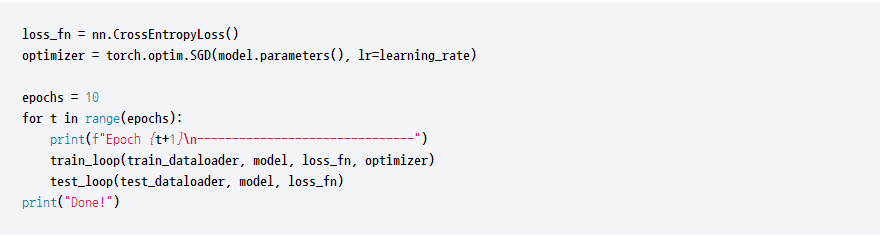 loss_fn = nn.CrossEntropyLoss()
optimizer = torch.optim.SGD(model.parameters(), lr=learning_rate)
epochs = 10
for t in range(epochs):
    print(f"Epoch {t+1}\n-------------------------------")
    train_loop(train_dataloader, model, loss_fn, optimizer)
    test_loop(test_dataloader, model, loss_fn)
print("Done!")